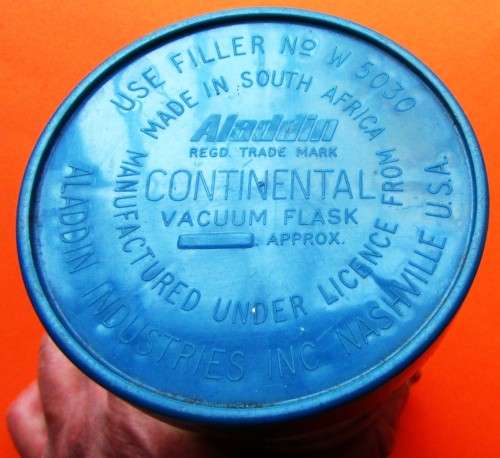 USE FILLER Nº W 5030
MADE IN SOUTH AFRICA
Aladdin
REGD. TRADE MARK
CONTINENTAL
VACUUM FLASK
APPROX.
MANUFACTURED UNDER LICENCE FROM
ALADDIN INDUSTRIES INC NASHVILLE U.S.A.